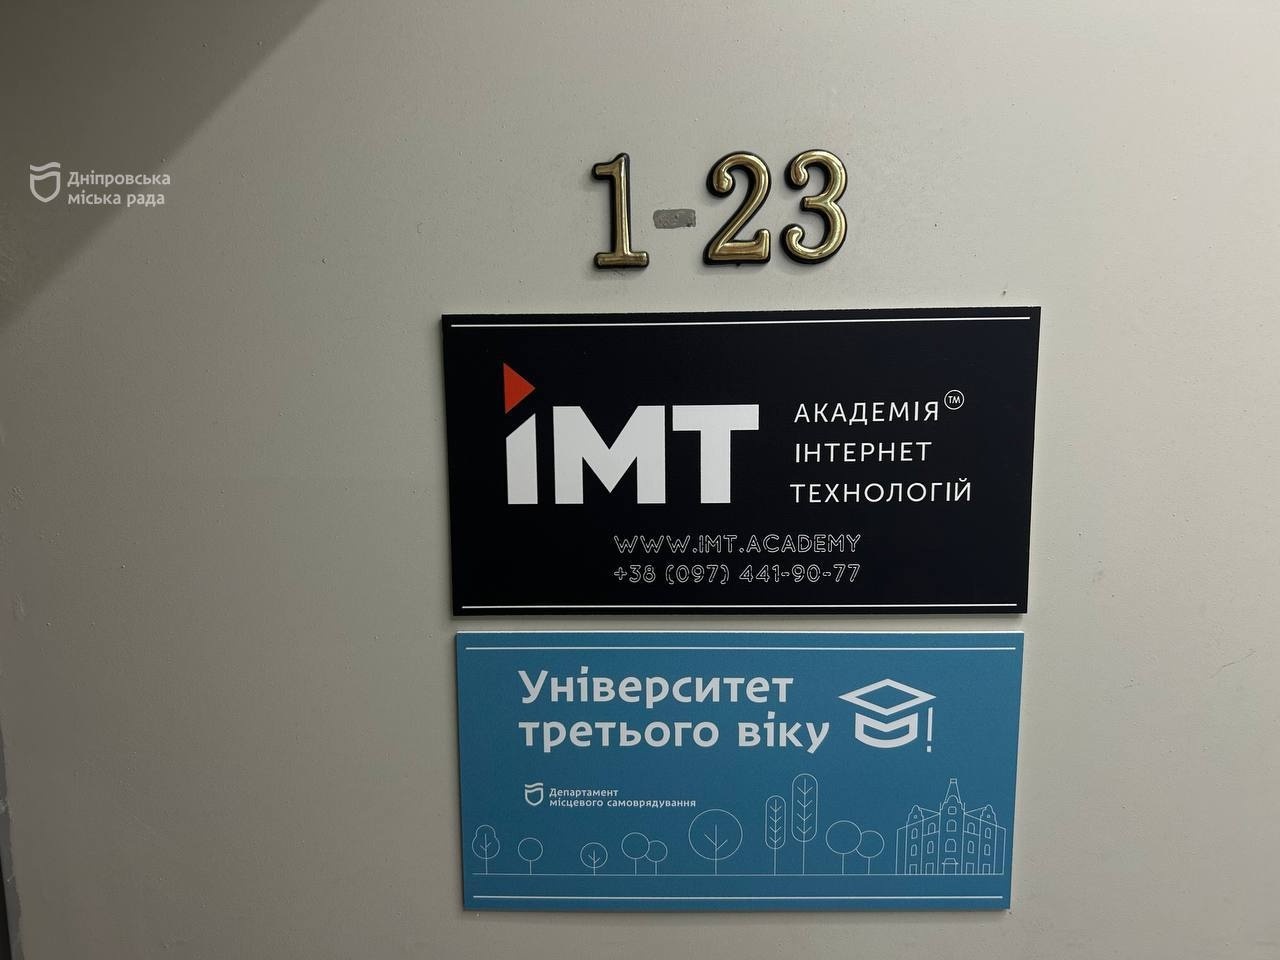 Дніпровська
міська рада
1-23
імт
АКАДЕМІЯ™
ІНТЕРНЕТ
ТЕХНОЛОГІЙ
WWW.IMT.ACADEMY
+38 (097) 441-90-77
Університет
третього віку
Департамент
місцевого самоврядування